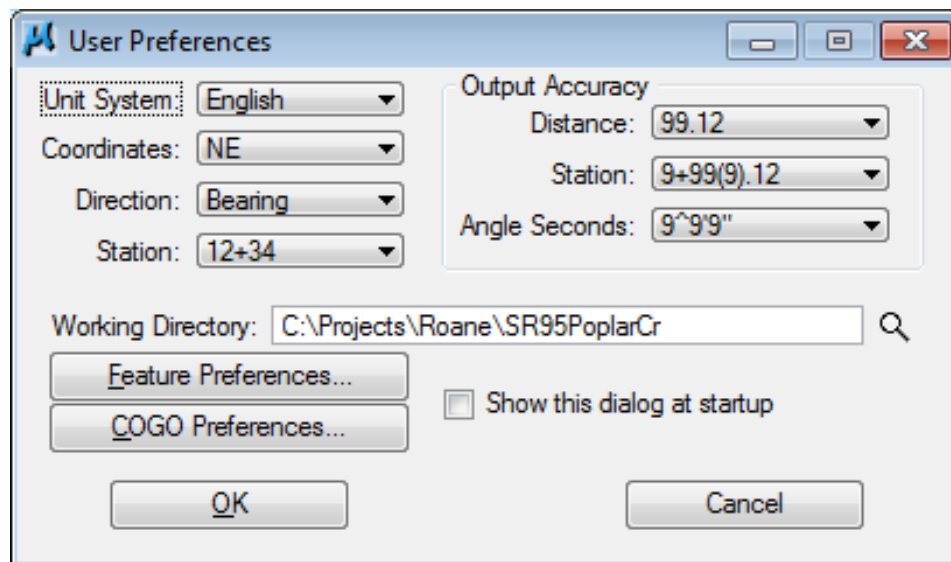 User Preferences
Unit System: English
Coordinates: NE
Direction: Bearing
Station: 12+34
Output Accuracy
Distance: 99.12
Station: 9+99(9).12
Angle Seconds: 9^9'9"
Working Directory: C:\Projects\Roane\SR95PoplarCr
Feature Preferences...
COGO Preferences...
Show this dialog at startup
OK
Cancel